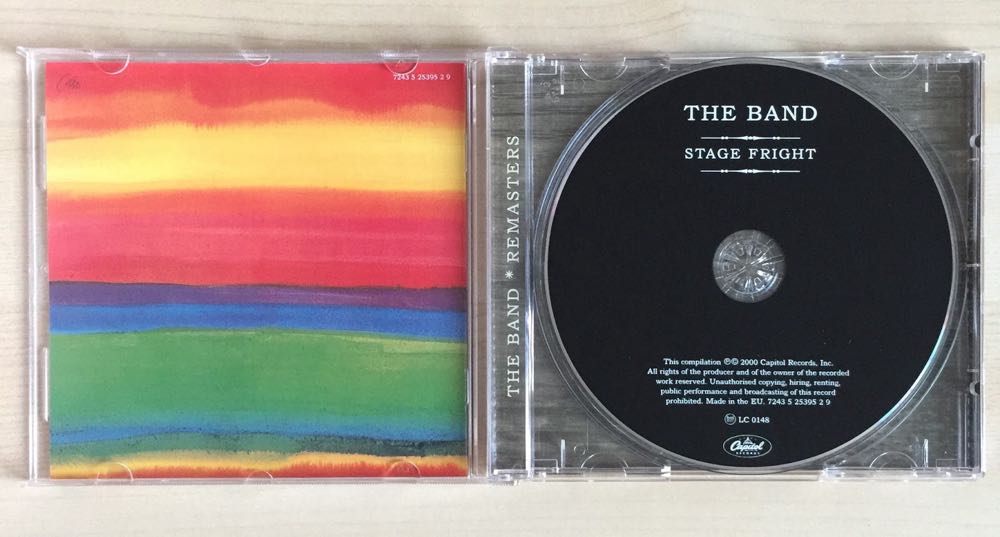 7243 5 25395 2 9
THE BAND * REMASTERS
THE BAND
STAGE FRIGHT
This compilation ℗© 2000 Capitol Records, Inc.
All rights of the producer and of the owner of the recorded
work reserved. Unauthorised copying, hiring, renting,
public performance and broadcasting of this record
prohibited. Made in the EU. 7243 5 25395 2 9
LC 0148
Capitol
RECORDS